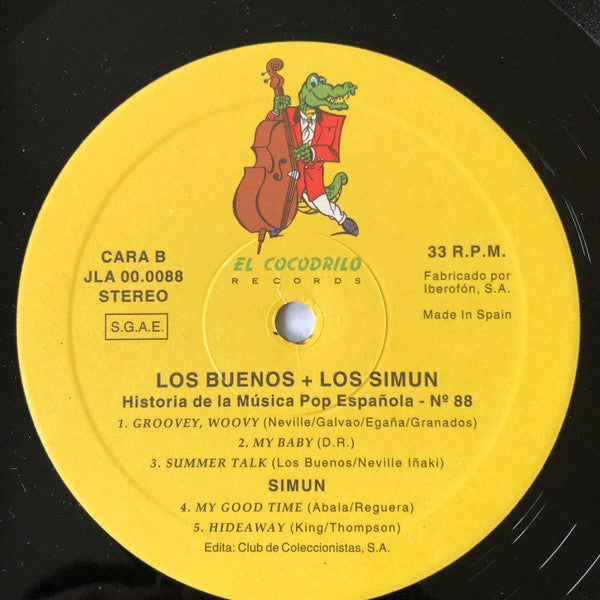 EL COCODRILO
RECORDS
CARA B
JLA 00.0088
STEREO
S.G.A.E.
33 R.P.M.
Fabricado por
Iberofón, S.A.
Made In Spain
LOS BUENOS + LOS SIMUN
Historia de la Música Pop Española - Nº 88
1. GROOVEY, WOOVY (Neville/Galvao/Egaña/Granados)
2. MY BABY (D.R.)
3. SUMMER TALK (Los Buenos/Neville Iñaki)
SIMUN
4. MY GOOD TIME (Abala/Reguera)
5. HIDEAWAY (King/Thompson)
Edita: Club de Coleccionistas, S.A.